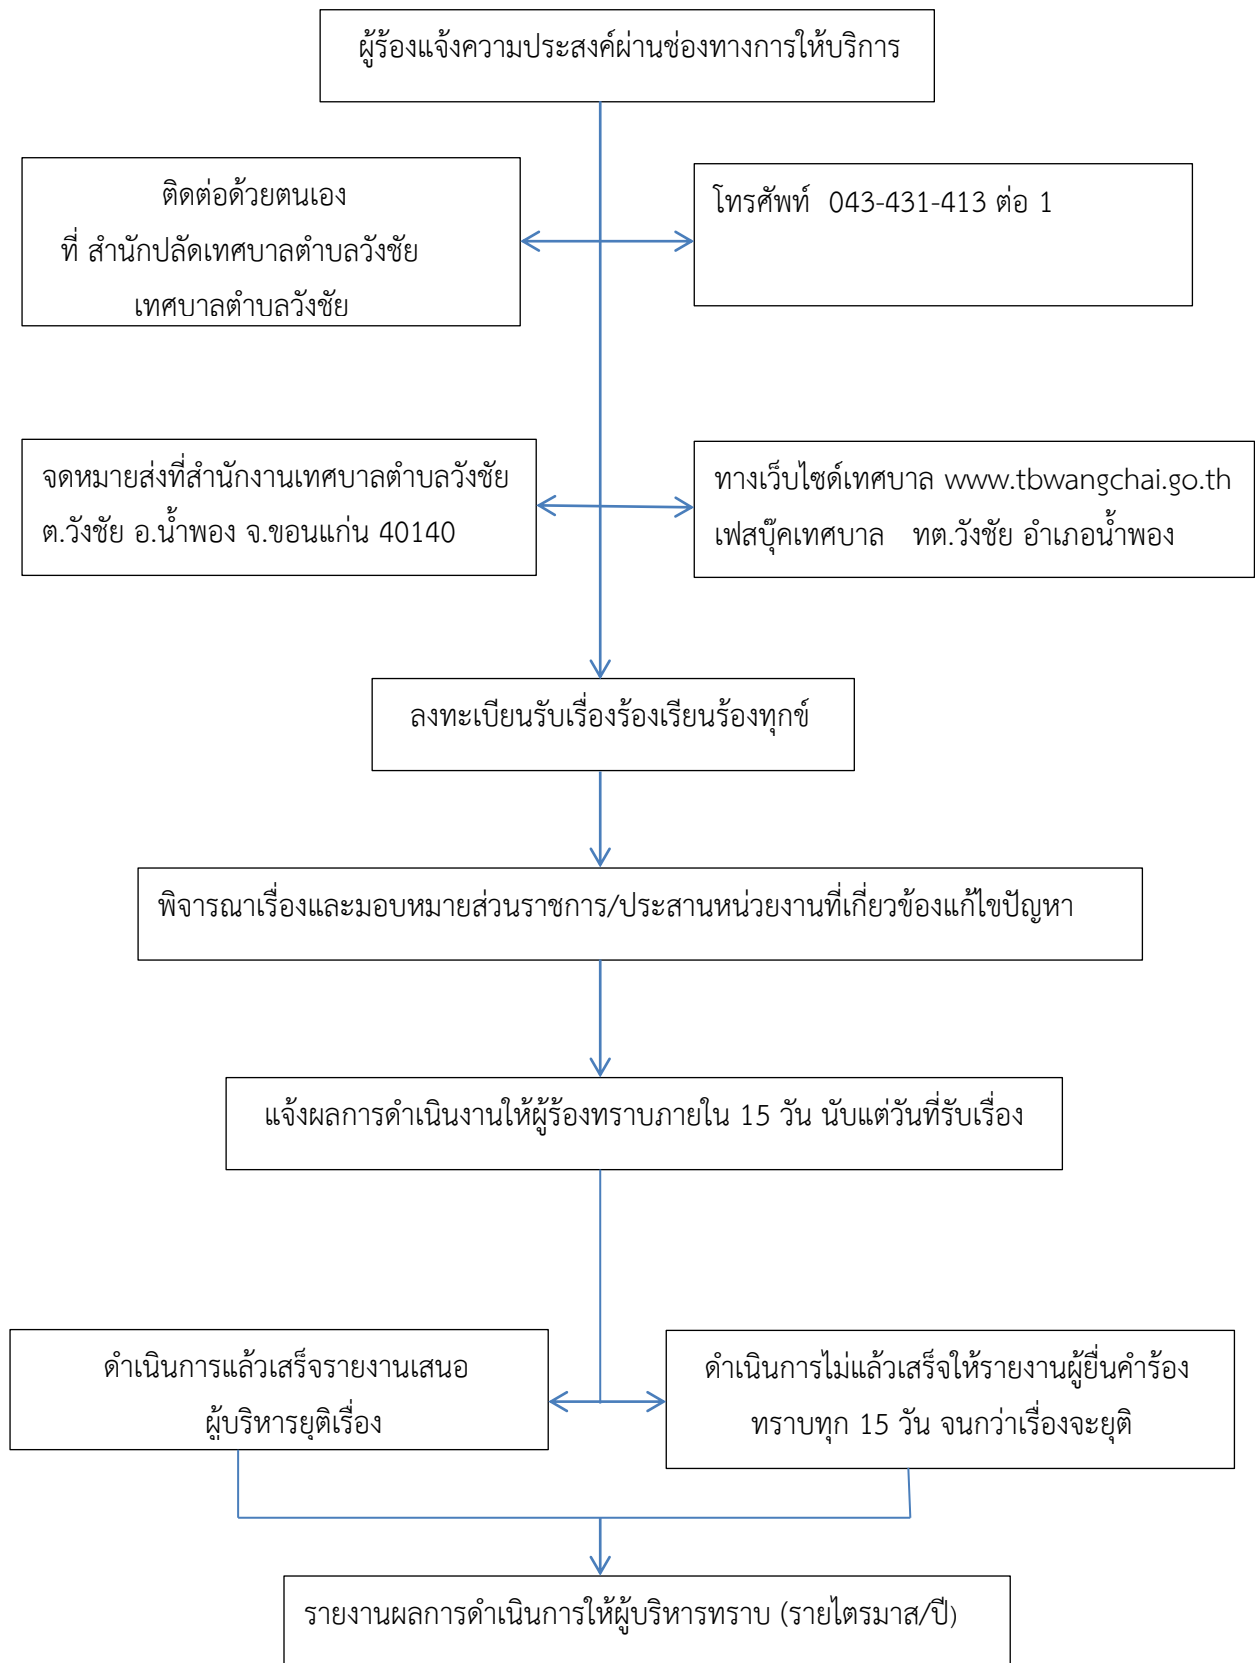 ผู้ร้องแจ้งความประสงค์ผ่านช่องทางการให้บริการ
ติดต่อด้วยตนเอง
ที่ สำนักปลัดเทศบาลตำบลวังชัย
เทศบาลตำบลวังชัย
โทรศัพท์ 043-431-413 ต่อ 1
จดหมายส่งที่สำนักงานเทศบาลตำบลวังชัย
ต.วังชัย อ.น้ำพอง จ.ขอนแก่น 40140
ทางเว็บไซด์เทศบาล www.tbwangchai.go.th
เฟสบุ๊คเทศบาล ทต.วังชัย อำเภอน้ำพอง
ลงทะเบียนรับเรื่องร้องเรียนร้องทุกข์
พิจารณาเรื่องและมอบหมายส่วนราชการ/ประสานหน่วยงานที่เกี่ยวข้องแก้ไขปัญหา
แจ้งผลการดำเนินงานให้ผู้ร้องทราบภายใน 15 วัน นับแต่วันที่รับเรื่อง
ดำเนินการแล้วเสร็จรายงานเสนอ
ผู้บริหารยุติเรื่อง
ดำเนินการไม่แล้วเสร็จให้รายงานผู้ยื่นคำร้อง
ทราบทุก 15 วัน จนกว่าเรื่องจะยุติ
รายงานผลการดำเนินการให้ผู้บริหารทราบ (รายไตรมาส/ปี)